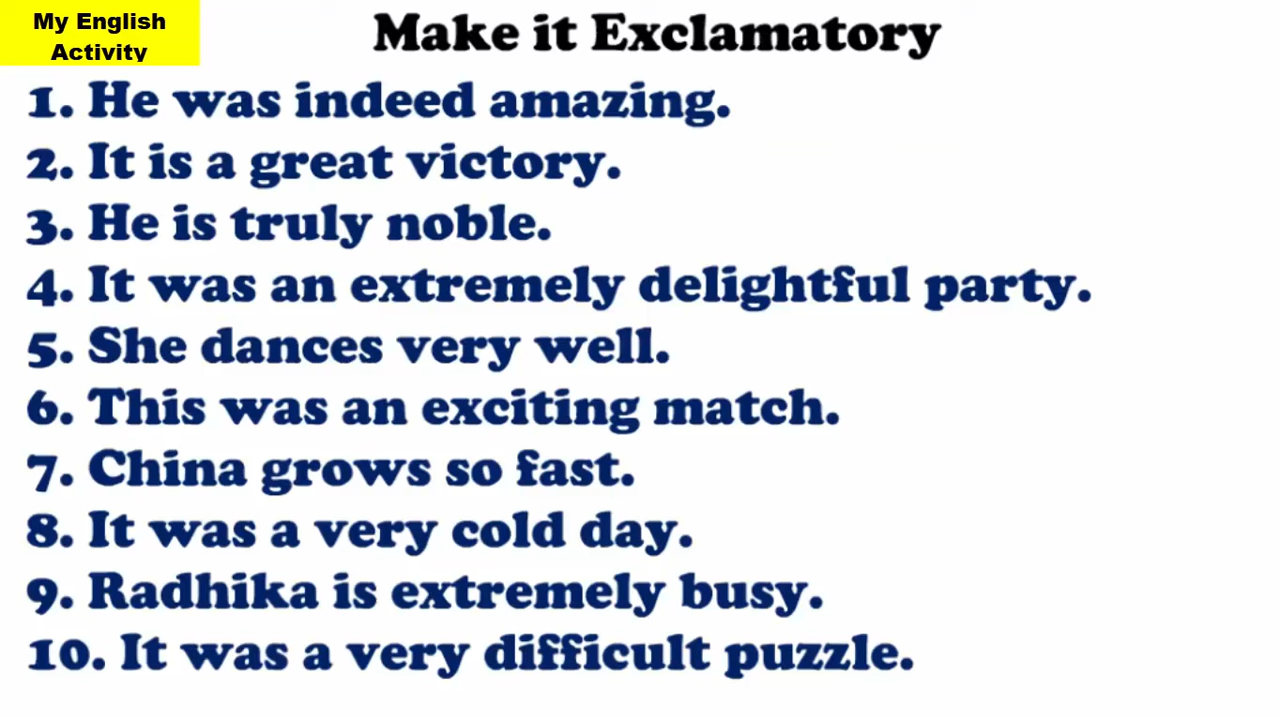 My English
Activity
Make it Exclamatory
1. He was indeed amazing.
2. It is a great victory.
3. He is truly noble.
4. It was an extremely delightful party.
5. She dances very well.
6. This was an exciting match.
7. China grows so fast.
8. It was a very cold day.
9. Radhika is extremely busy.
10. It was a very difficult puzzle.